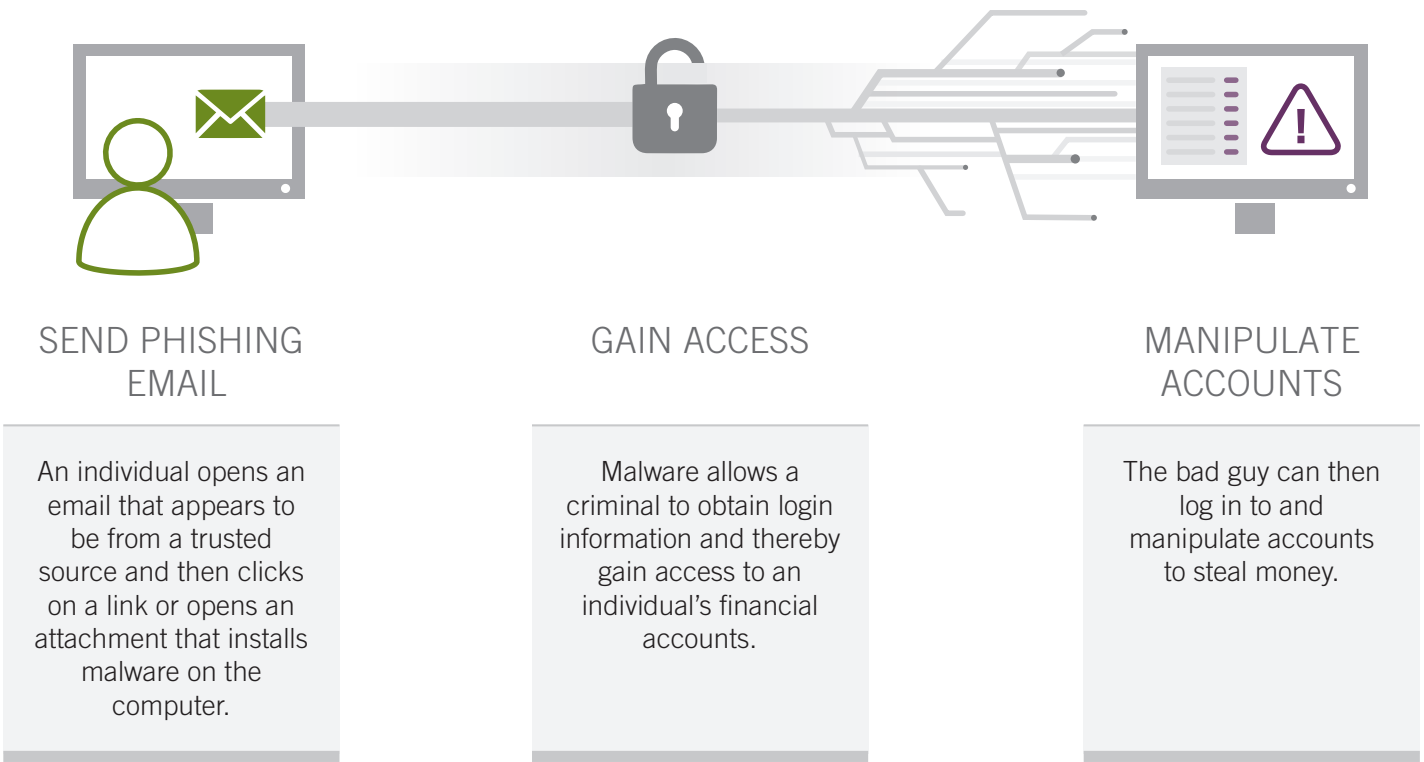 SEND PHISHING
EMAIL
An individual opens an
email that appears to
be from a trusted
source and then clicks
on a link or opens an
attachment that installs
malware on the
computer.
GAIN ACCESS
Malware allows a
criminal to obtain login
information and thereby
gain access to an
individual’s financial
accounts.
MANIPULATE
ACCOUNTS
The bad guy can then
log in to and
manipulate accounts
to steal money.